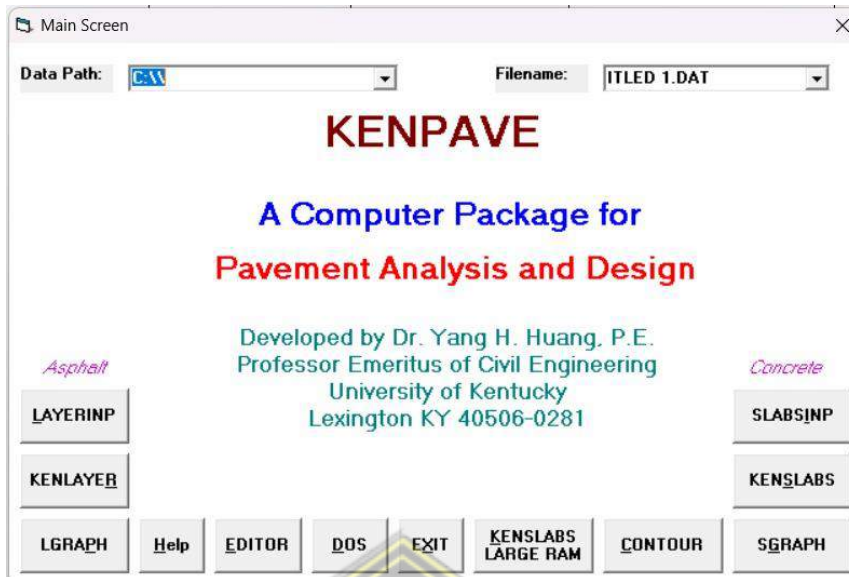 Main Screen
Data Path: C:\\ Filename: ITLED 1.DAT
KENPAVE
A Computer Package for
Pavement Analysis and Design
Developed by Dr. Yang H. Huang, P.E.
Professor Emeritus of Civil Engineering
University of Kentucky
Lexington KY 40506-0281
Asphalt
LAYERINP
KENLAYER
LGRAPH
Help
EDITOR
DOS
EXIT
KENSLABS
LARGE RAM
CONTOUR
Concrete
SLABSINP
KENSLABS
SGRAPH